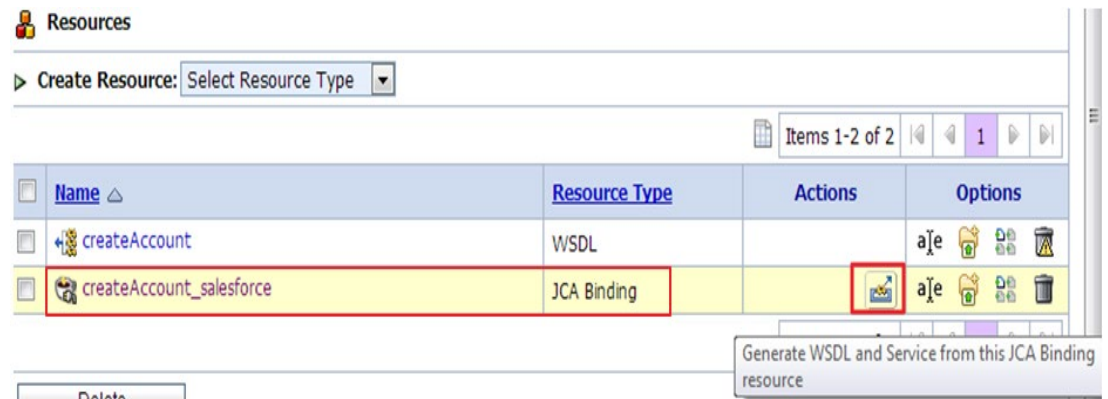 Resources
Create Resource: Select Resource Type
Items 1-2 of 2 1
Name Resource Type Actions Options
createAccount WSDL
createAccount_salesforce JCA Binding
Generate WSDL and Service from this JCA Binding
resource
Delete